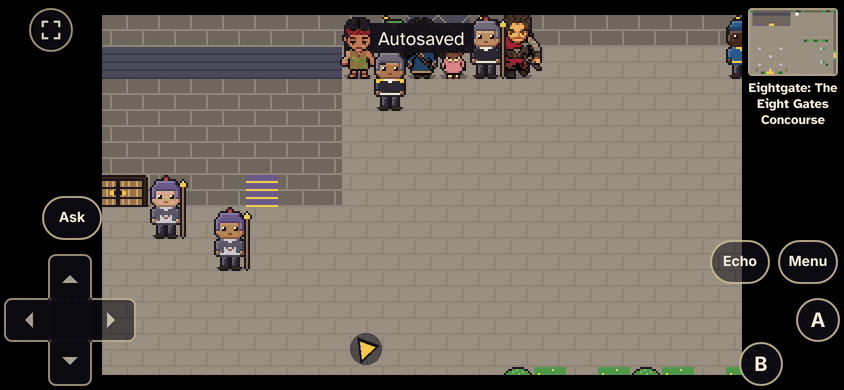 Autosaved
Eightgate: The
Eight Gates
Concourse
Ask
Echo
Menu
A
B